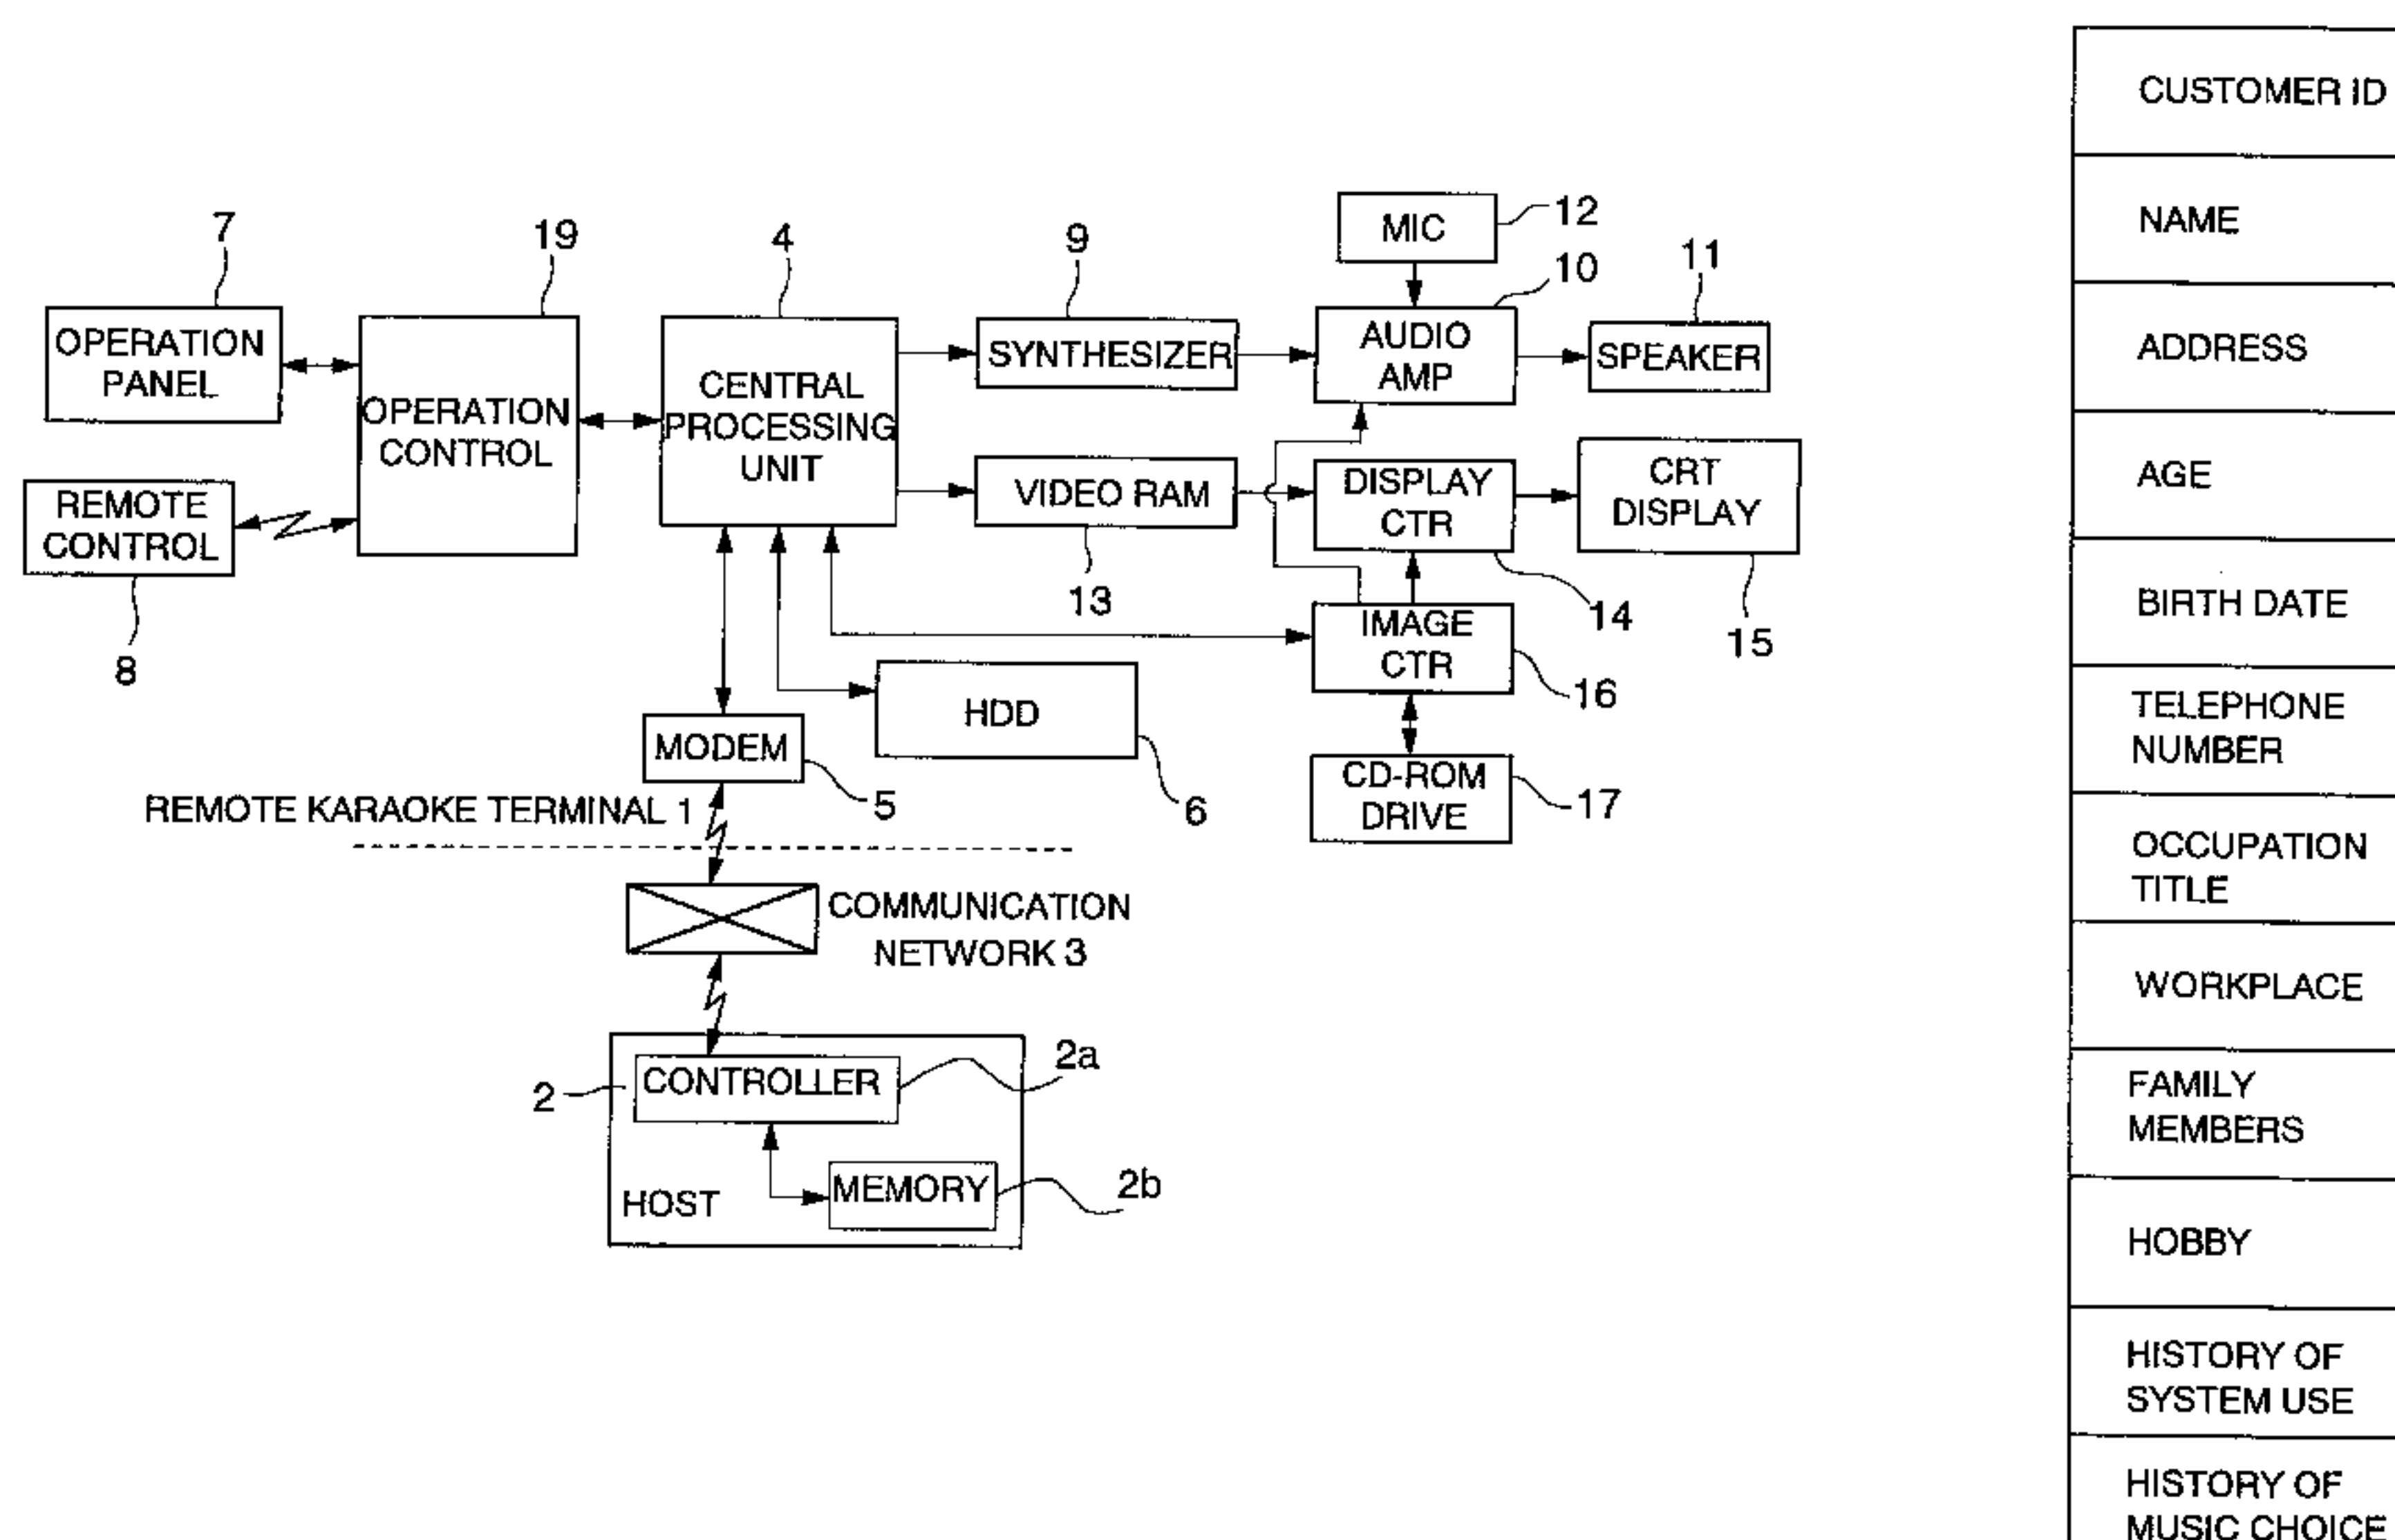 7
19
4
9
MIC
12
10
11
OPERATION
PANEL
OPERATION
CONTROL
CENTRAL
PROCESSING
UNIT
SYNTHESIZER
AUDIO
AMP
SPEAKER
REMOTE
CONTROL
8
VIDEO RAM
13
DISPLAY
CTR
14
CRT
DISPLAY
15
IMAGE
CTR
16
HDD
6
MODEM
5
CD-ROM
DRIVE
17
REMOTE KARAOKE TERMINAL 1
COMMUNICATION
NETWORK 3
2
CONTROLLER
2a
HOST
MEMORY
2b
CUSTOMER ID
NAME
ADDRESS
AGE
BIRTH DATE
TELEPHONE
NUMBER
OCCUPATION
TITLE
WORKPLACE
FAMILY
MEMBERS
HOBBY
HISTORY OF
SYSTEM USE
HISTORY OF
MUSIC CHOICE